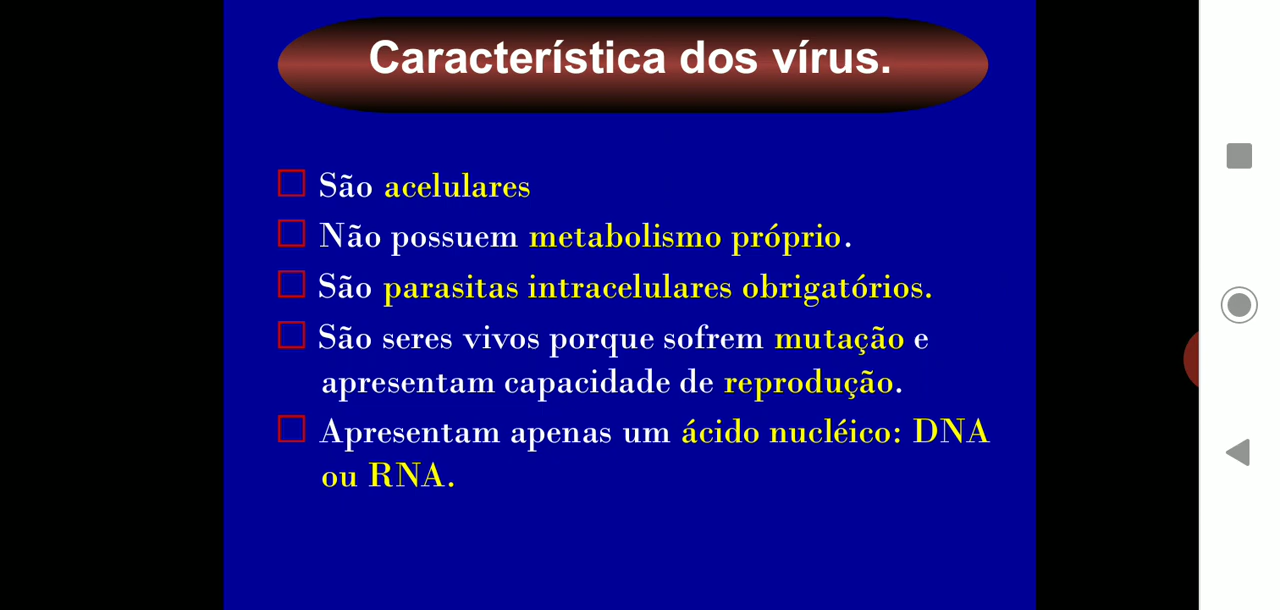 Característica dos vírus.
São acelulares
Não possuem metabolismo próprio.
São parasitas intracelulares obrigatórios.
São seres vivos porque sofrem mutação e
apresentam capacidade de reprodução.
Apresentam apenas um ácido nucléico: DNA
ou RNA.